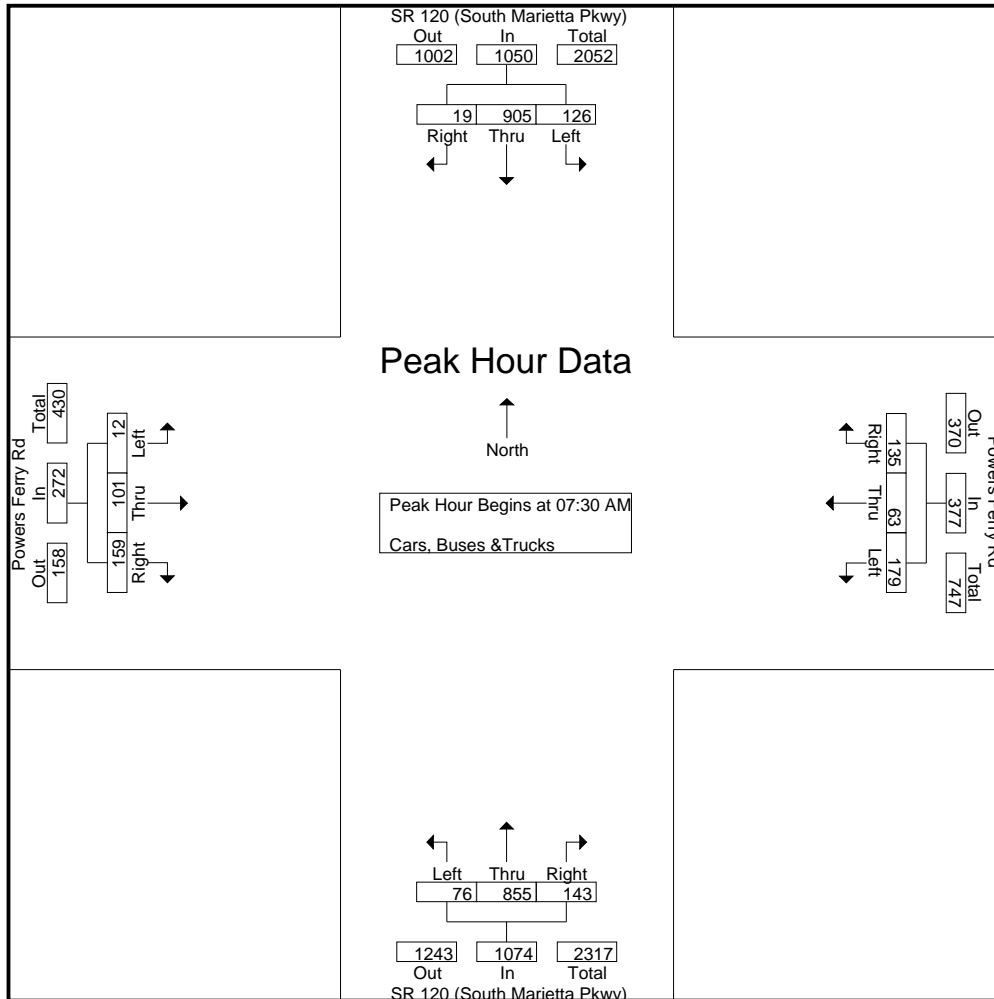 SR 120 (South Marietta Pkwy)
Out In Total
1002 1050 2052
19 905 126
Right Thru Left
Peak Hour Data
North
Peak Hour Begins at 07:30 AM
Cars, Buses &Trucks
Powers Ferry Rd
Out In Total
158 272 430
12 101 159
Left Thru Right
Powers Ferry Rd
Out In Total
370 377 747
135 63 179
Right Thru Left
Left Thru Right
76 855 143
1243 1074 2317
Out In Total
SR 120 (South Marietta Pkwy)